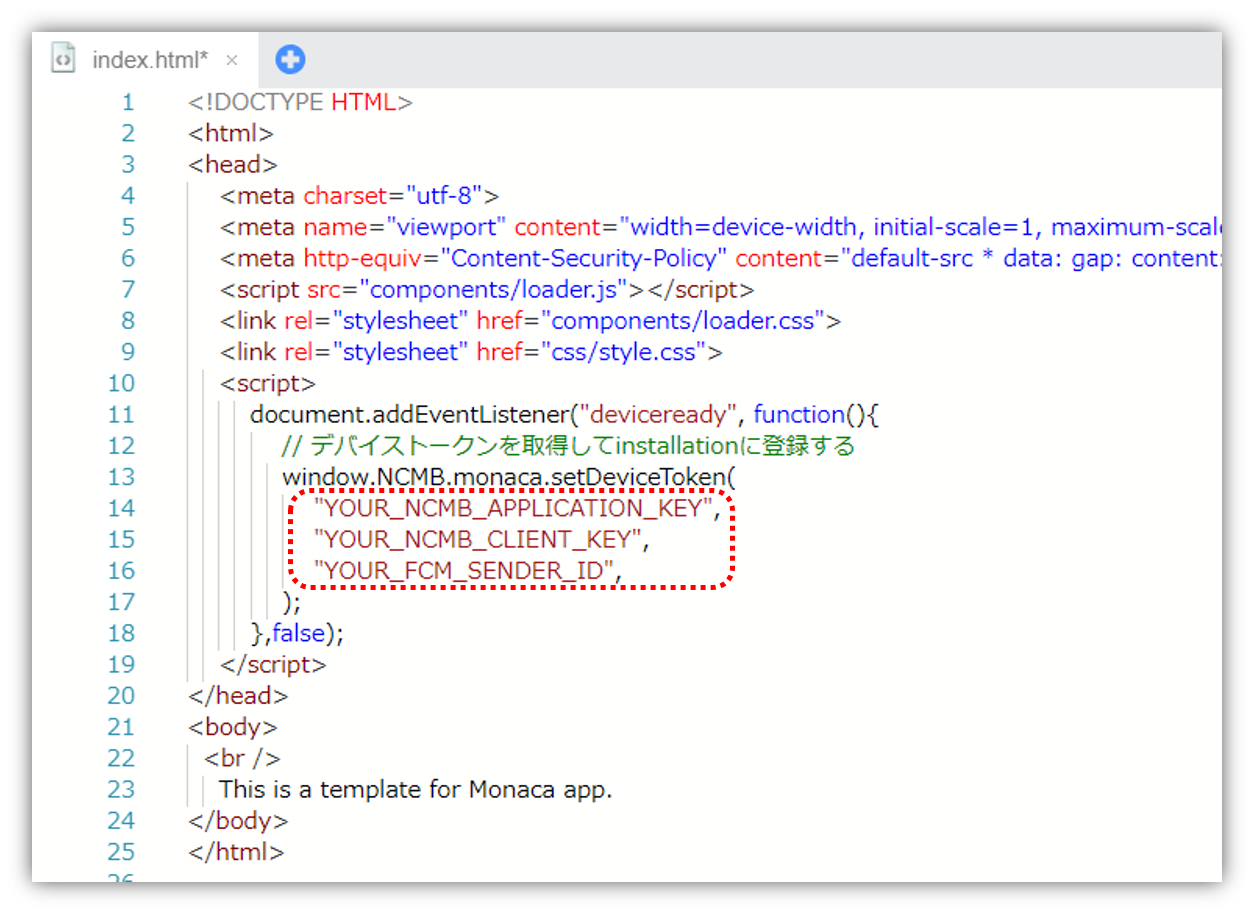 index.html* ×
1 <!DOCTYPE HTML>
2 <html>
3 <head>
4 <meta charset="utf-8">
5 <meta name="viewport" content="width=device-width, initial-scale=1, maximum-scale
6 <meta http-equiv="Content-Security-Policy" content="default-src * data: gap: content:
7 <script src="components/loader.js"></script>
8 <link rel="stylesheet" href="components/loader.css">
9 <link rel="stylesheet" href="css/style.css">
10 <script>
11 document.addEventListener("deviceready", function(){
12 // デバイストークンを取得してinstallationに登録する
13 window.NCMB.monaca.setDeviceToken(
14 "YOUR_NCMB_APPLICATION_KEY",
15 "YOUR_NCMB_CLIENT_KEY",
16 "YOUR_FCM_SENDER_ID",
17 );
18 },false);
19 </script>
20 </head>
21 <body>
22 <br />
23 This is a template for Monaca app.
24 </body>
25 </html>
26